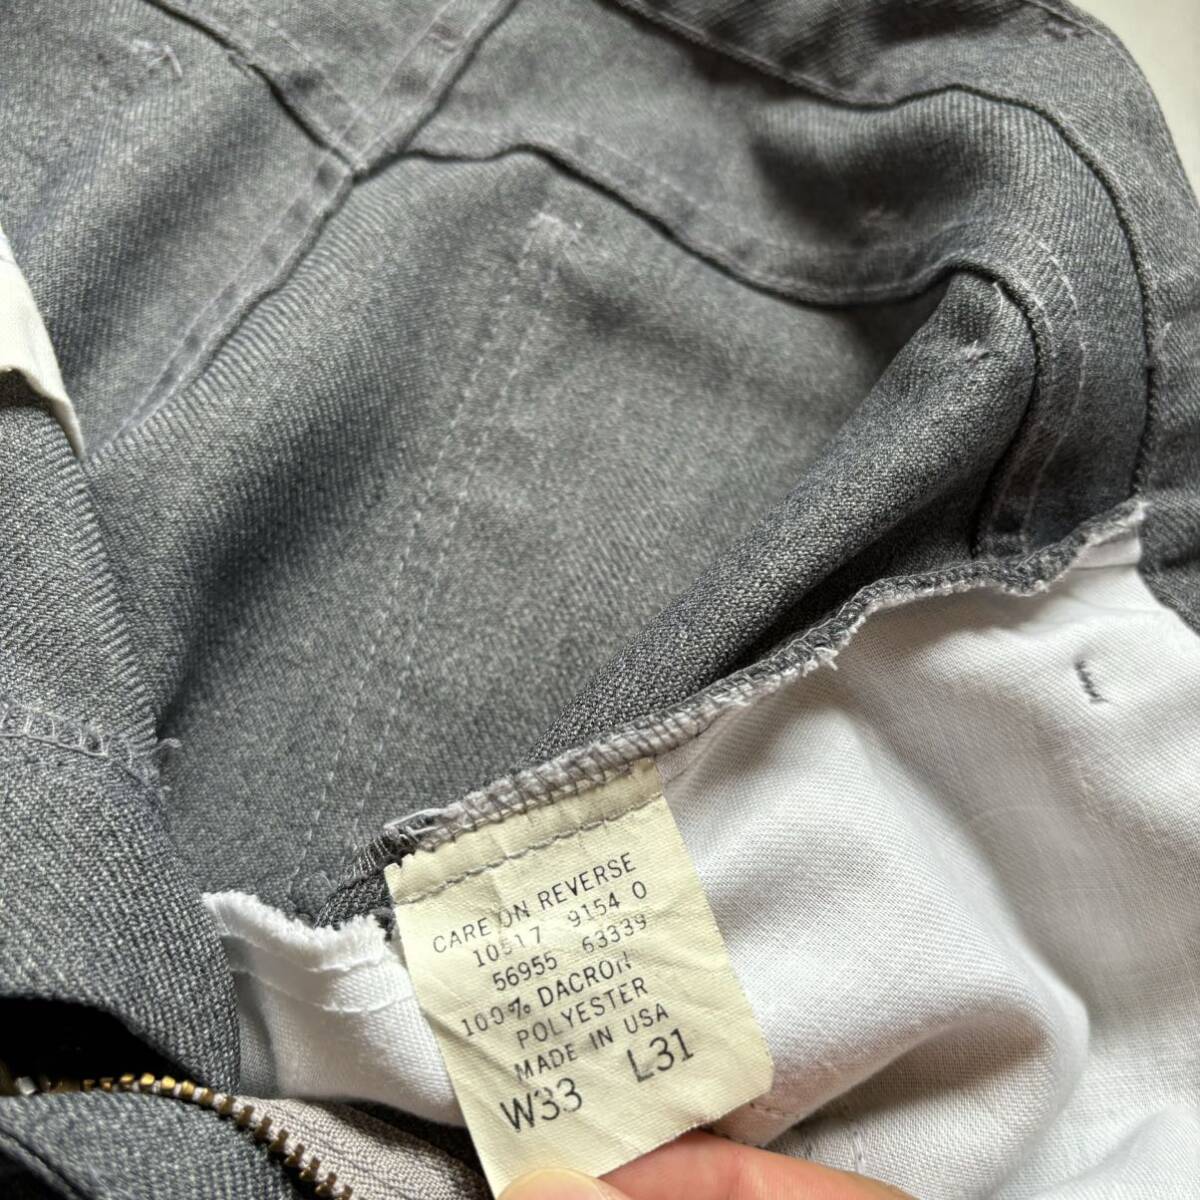 CARE ON REVERSE
10517 9154 0
56955 63339
100% DACRON
POLYESTER
MADE IN USA
W33 L31